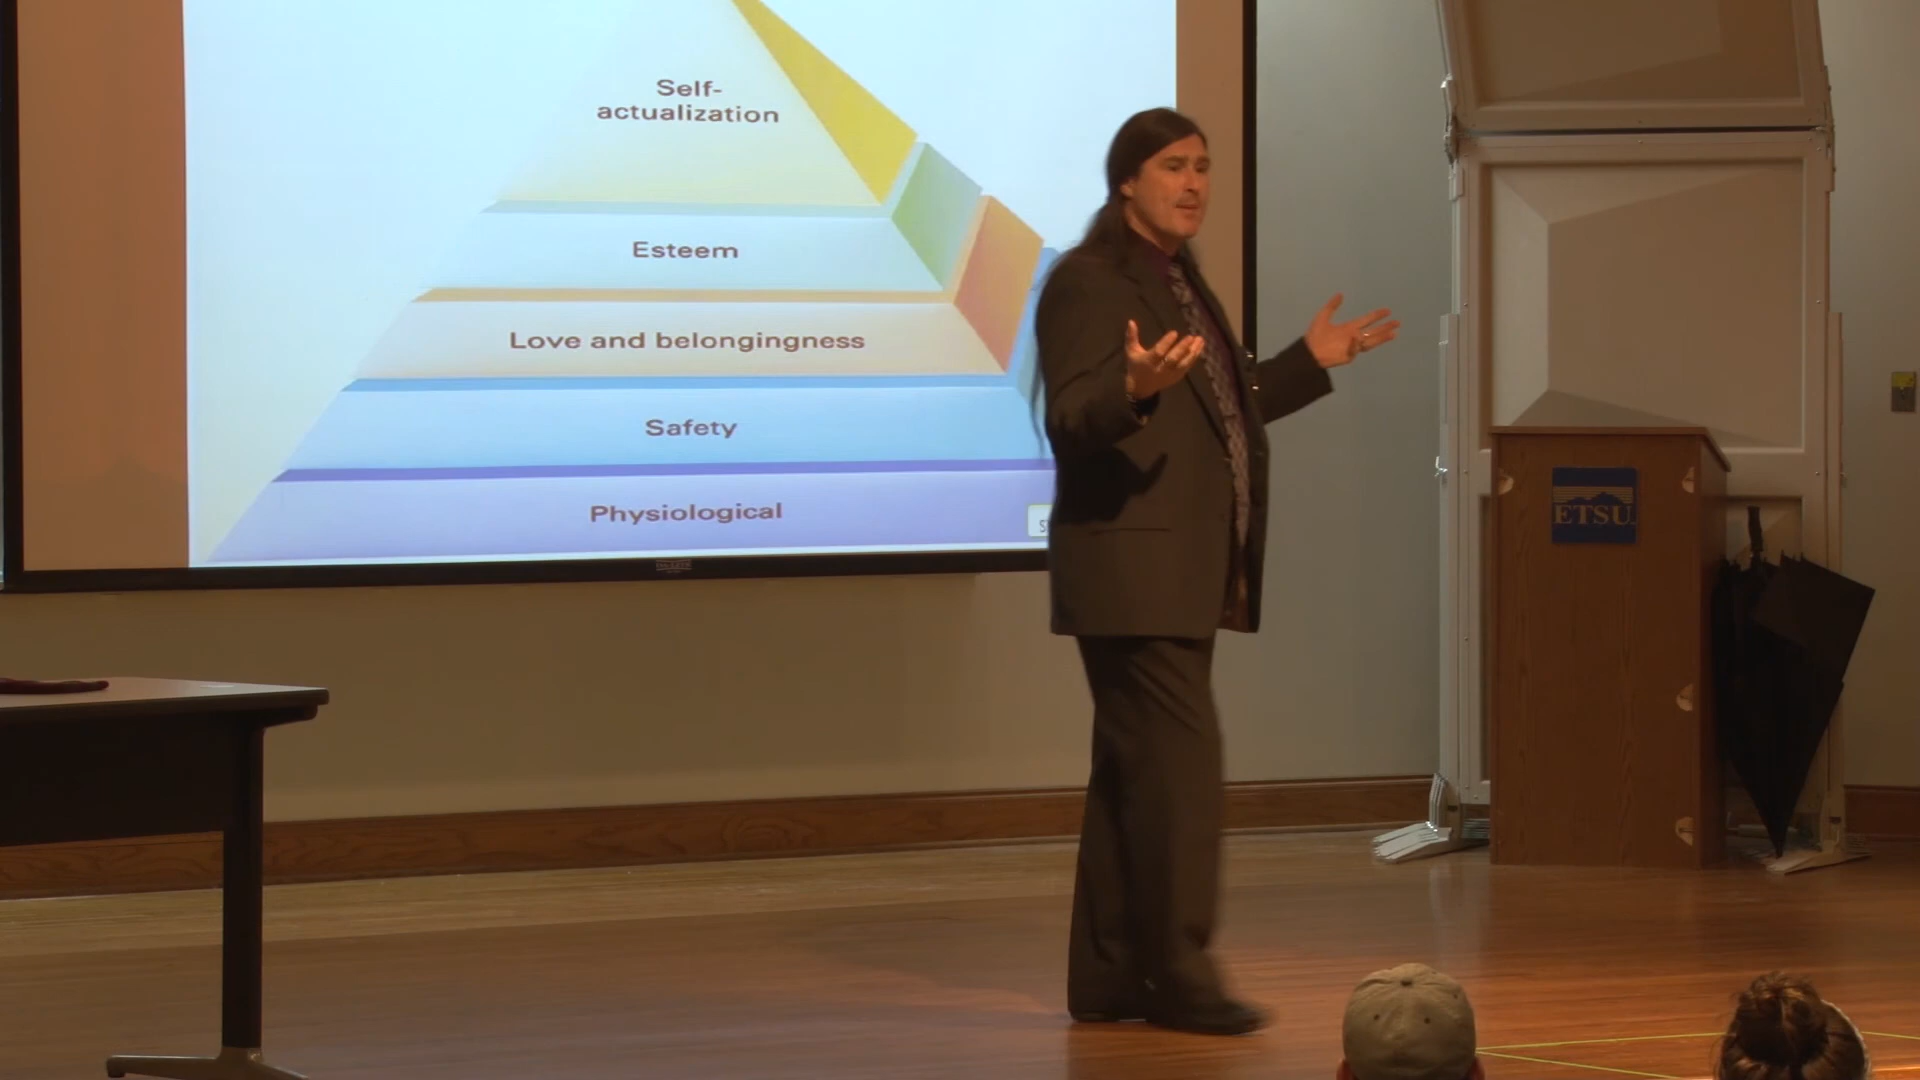 Self-
actualization
Esteem
Love and belongingness
Safety
Physiological
ETSU